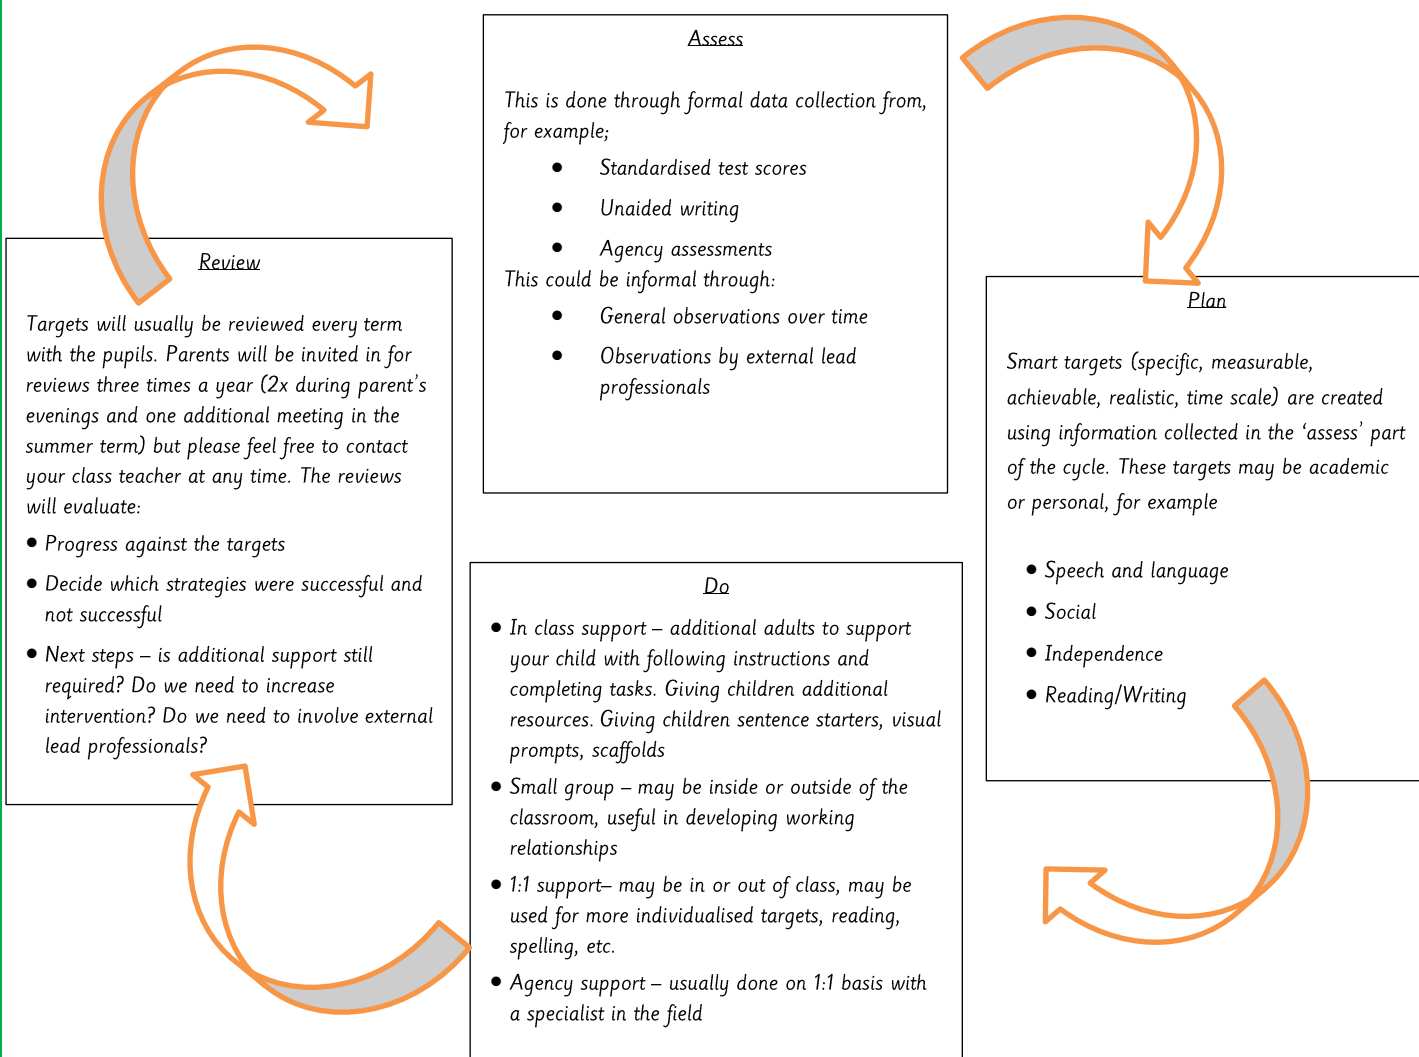 Assess
This is done through formal data collection from,
for example;
• Standardised test scores
• Unaided writing
• Agency assessments
This could be informal through:
• General observations over time
• Observations by external lead
professionals
Plan
Smart targets (specific, measurable,
achievable, realistic, time scale) are created
using information collected in the ‘assess’ part
of the cycle. These targets may be academic
or personal, for example
• Speech and language
• Social
• Independence
• Reading/Writing
Do
• In class support – additional adults to support
your child with following instructions and
completing tasks. Giving children additional
resources. Giving children sentence starters, visual
prompts, scaffolds
• Small group – may be inside or outside of the
classroom, useful in developing working
relationships
• 1:1 support– may be in or out of class, may be
used for more individualised targets, reading,
spelling, etc.
• Agency support – usually done on 1:1 basis with
a specialist in the field
Review
Targets will usually be reviewed every term
with the pupils. Parents will be invited in for
reviews three times a year (2x during parent’s
evenings and one additional meeting in the
summer term) but please feel free to contact
your class teacher at any time. The reviews
will evaluate:
• Progress against the targets
• Decide which strategies were successful and
not successful
• Next steps – is additional support still
required? Do we need to increase
intervention? Do we need to involve external
lead professionals?